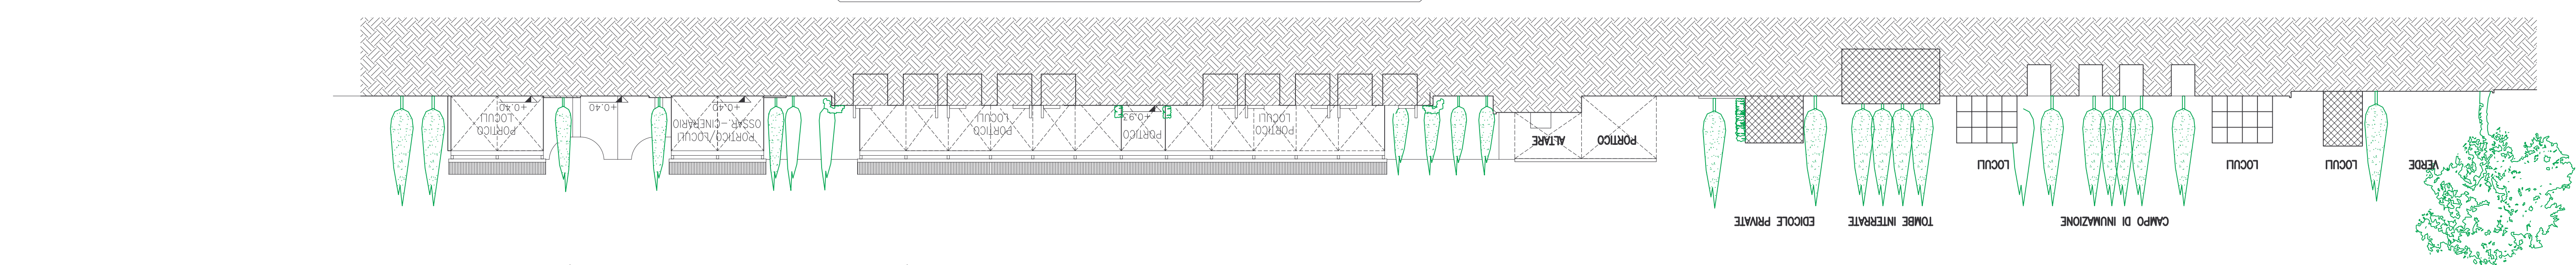 CAMPO DI INUMAZIONE
TOMBE INTERRATE
EDICOLE PRIVATE
VERDE
LOCULI
LOCULI
LOCULI
PORTICO
ALTARE
PORTICO
LOCULI
PORTICO
+0.93
PORTICO
LOCULI
PORTICO/LOCULI
OSSAR.-CINERARIO
+0.40
+0.40
PORTICO
LOCULI
+0.40